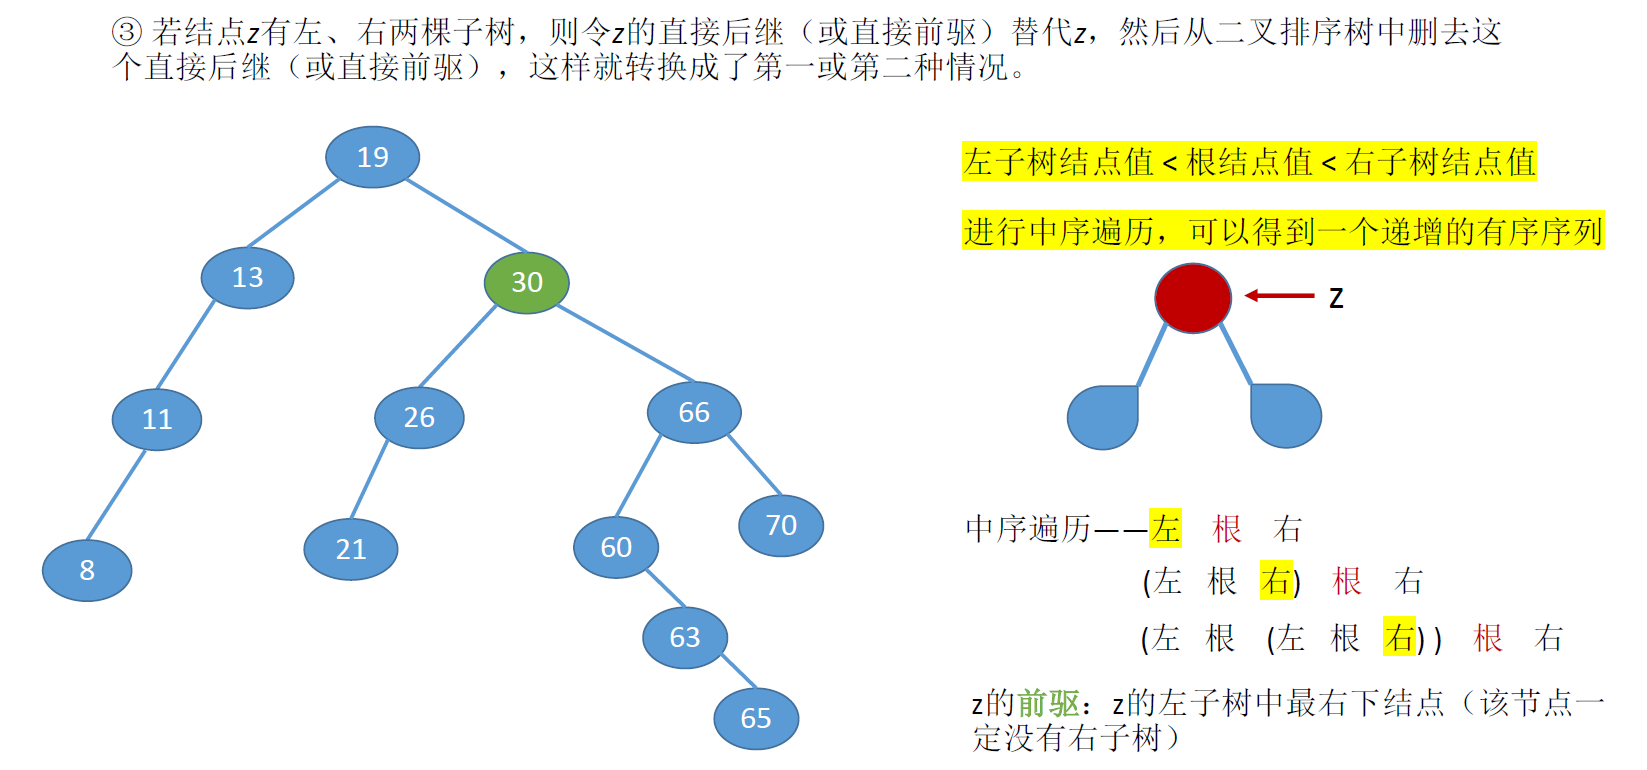 ③ 若结点z有左、右两棵子树，则令z的直接后继（或直接前驱）替代z，然后从二叉排序树中删去这
个直接后继（或直接前驱），这样就转换成了第一或第二种情况。
19
13
30
11
26
66
8
21
60
70
63
65
左子树结点值 < 根结点值 < 右子树结点值
进行中序遍历，可以得到一个递增的有序序列
z
中序遍历——左 根 右
(左 根 右) 根 右
(左 根 (左 根 右) ) 根 右
z的前驱：z的左子树中最右下结点（该节点一
定没有右子树）